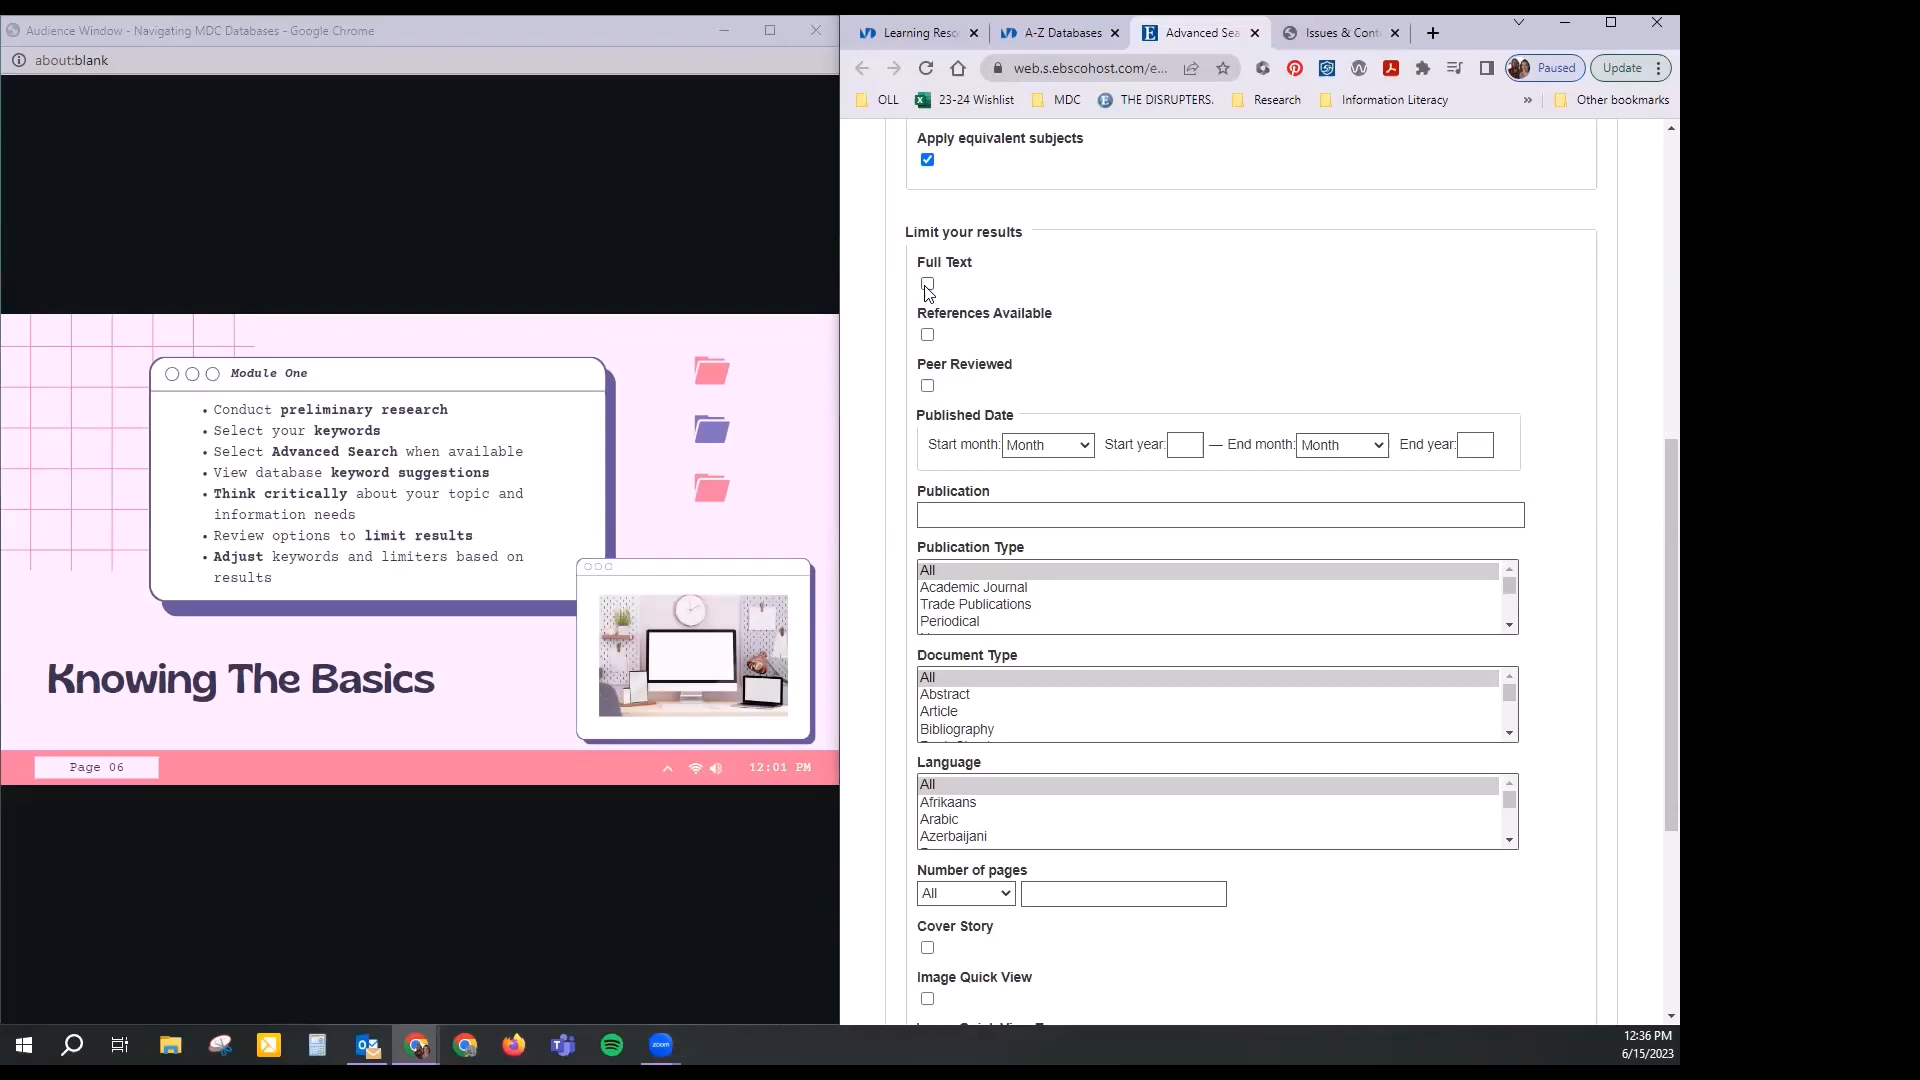 Audience Window - Navigating MDC Databases - Google Chrome
about:blank
Module One
• Conduct preliminary research
• Select your keywords
• Select Advanced Search when available
• View database keyword suggestions
• Think critically about your topic and
information needs
• Review options to limit results
• Adjust keywords and limiters based on
results
Knowing The Basics
Page 06
12:01 PM
Learning Reso
A-Z Databases
Advanced Sea
Issues & Cont
web.s.ebscohost.com/e...
Paused
Update
OLL
23-24 Wishlist
MDC
THE DISRUPTERS.
Research
Information Literacy
»
Other bookmarks
Apply equivalent subjects
Limit your results
Full Text
References Available
Peer Reviewed
Published Date
Start month: Month Start year: — End month: Month End year:
Publication
Publication Type
All
Academic Journal
Trade Publications
Periodical
Document Type
All
Abstract
Article
Bibliography
Language
All
Afrikaans
Arabic
Azerbaijani
Number of pages
All
Cover Story
Image Quick View
zoom
12:36 PM
6/15/2023